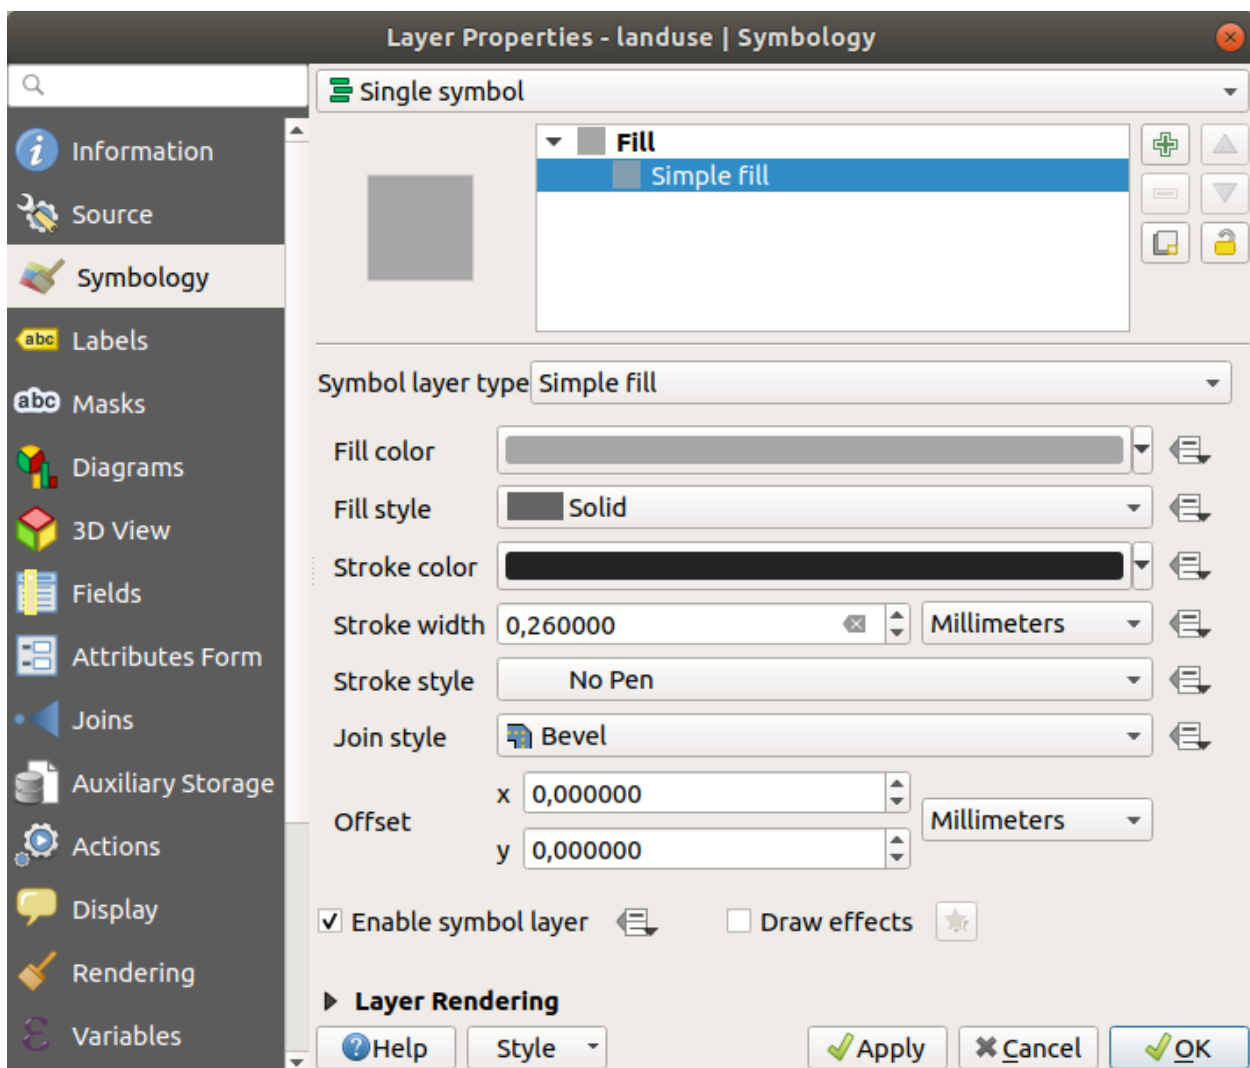 Layer Properties - landuse | Symbology
Single symbol
Information
Source
Symbology
Labels
Masks
Diagrams
3D View
Fields
Attributes Form
Joins
Auxiliary Storage
Actions
Display
Rendering
Variables
Fill
Simple fill
Symbol layer type Simple fill
Fill color
Fill style Solid
Stroke color
Stroke width 0,260000 Millimeters
Stroke style No Pen
Join style Bevel
Offset x 0,000000 Millimeters
y 0,000000
Enable symbol layer Draw effects
Layer Rendering
Help Style Apply Cancel OK
abc
abc